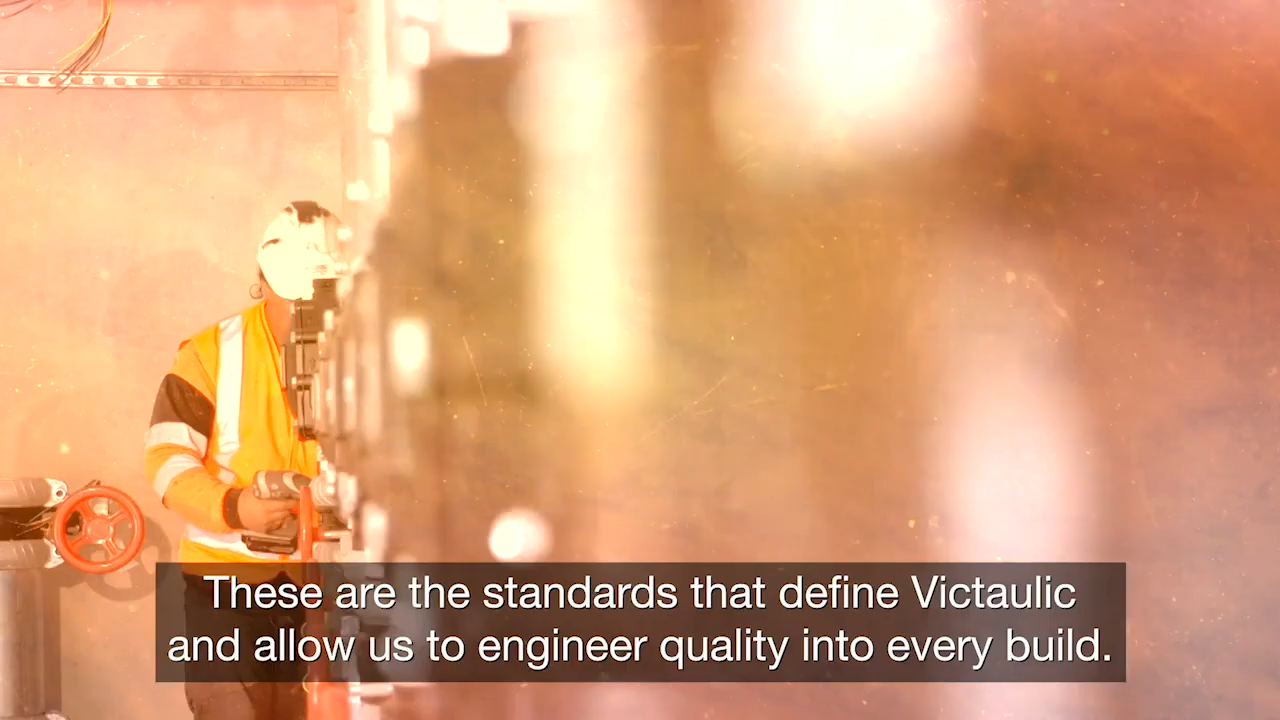 These are the standards that define Victaulic
and allow us to engineer quality into every build.